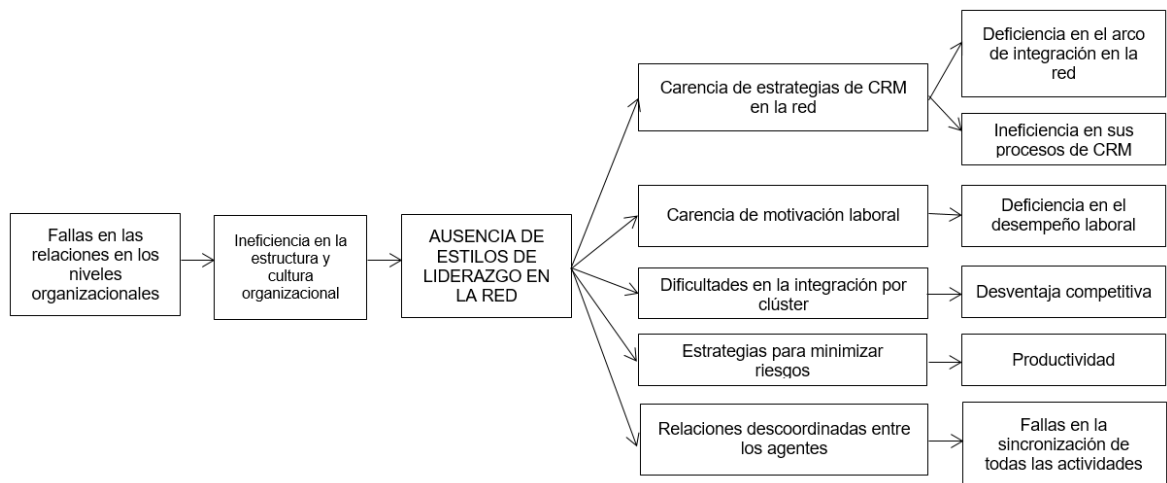 Fallas en las
relaciones en los
niveles
organizacionales
Ineficiencia en la
estructura y
cultura
organizacional
AUSENCIA DE
ESTILOS DE
LIDERAZGO EN
LA RED
Carencia de estrategias de CRM
en la red
Deficiencia en el arco
de integración en la
red
Ineficiencia en sus
procesos de CRM
Carencia de motivación laboral
Deficiencia en el
desempeño laboral
Dificultades en la integración por
clúster
Desventaja competitiva
Estrategias para minimizar
riesgos
Productividad
Relaciones descoordinadas entre
los agentes
Fallas en la
sincronización de
todas las actividades